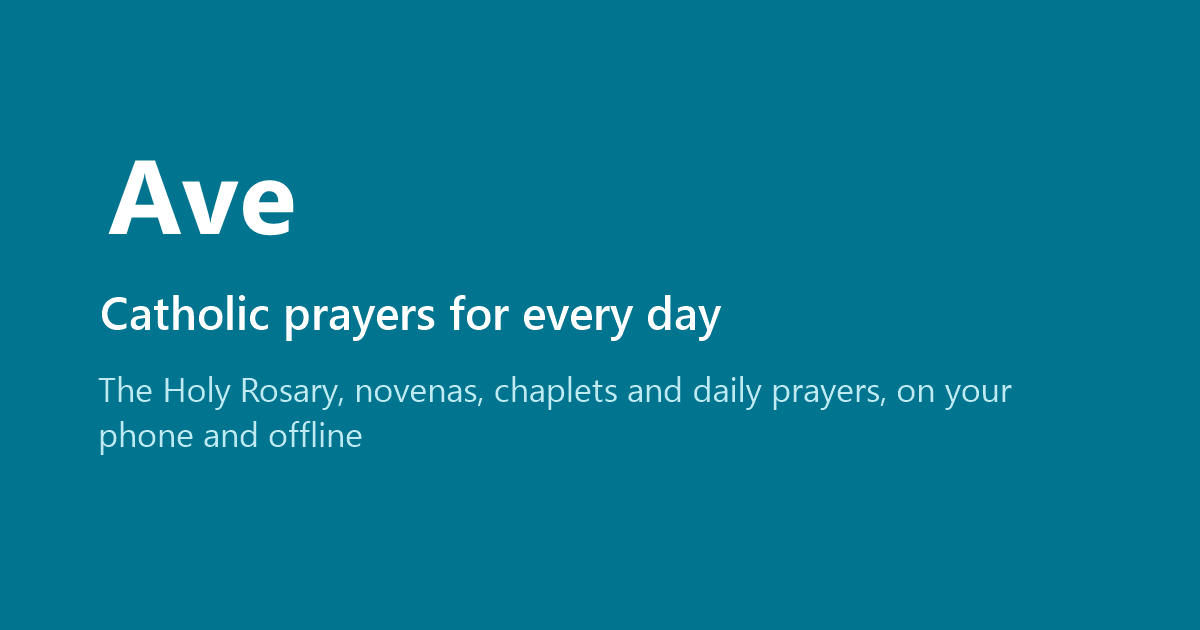 Ave
Catholic prayers for every day
The Holy Rosary, novenas, chaplets and daily prayers, on your
phone and offline